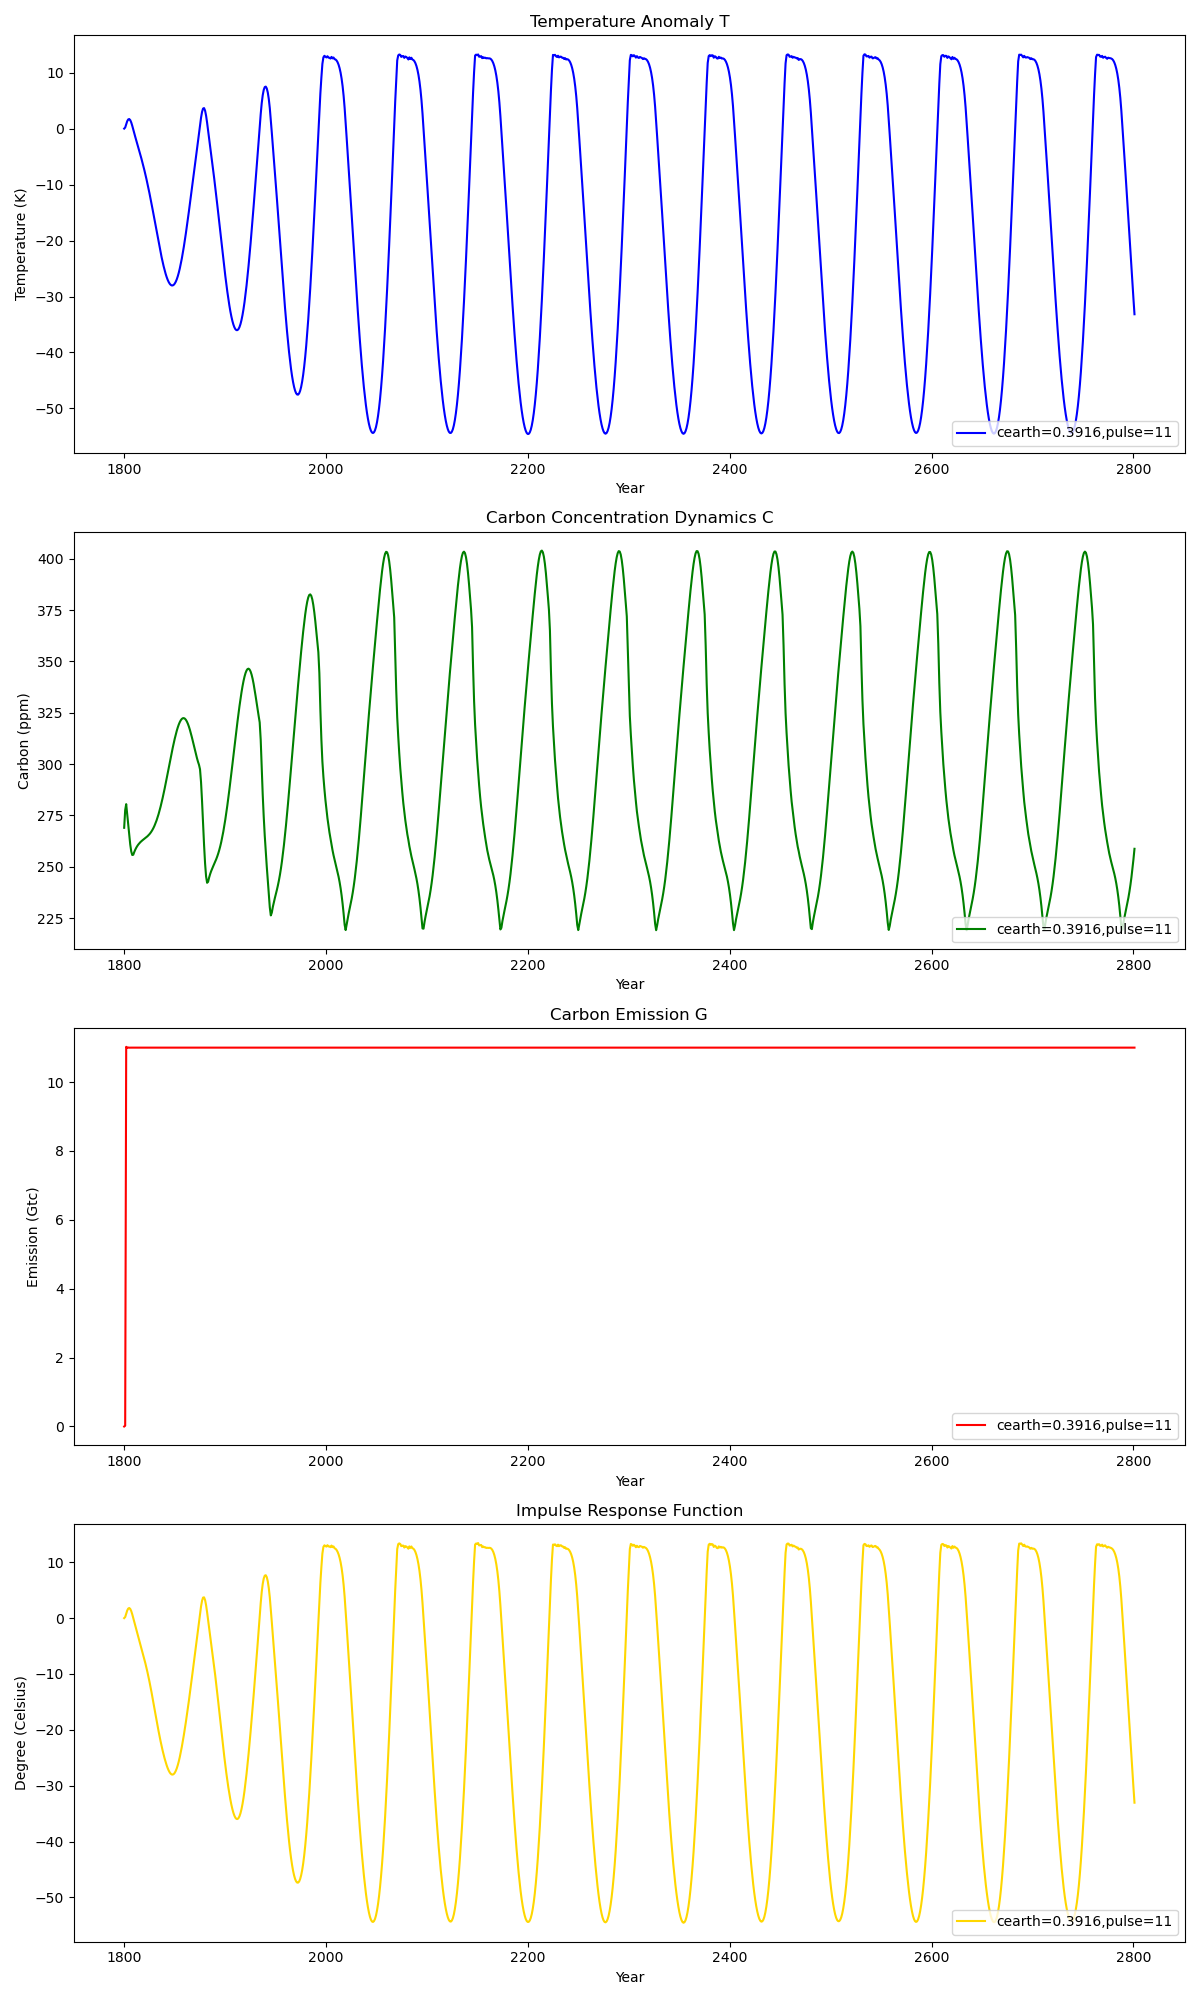 Temperature Anomaly T
Temperature (K)
10
0
−10
−20
−30
−40
−50
cearth=0.3916,pulse=11
1800 2000 2200 2400 2600 2800
Year
Carbon Concentration Dynamics C
Carbon (ppm)
400
375
350
325
300
275
250
225
cearth=0.3916,pulse=11
1800 2000 2200 2400 2600 2800
Year
Carbon Emission G
Emission (Gtc)
10
8
6
4
2
0
cearth=0.3916,pulse=11
1800 2000 2200 2400 2600 2800
Year
Impulse Response Function
Degree (Celsius)
10
0
−10
−20
−30
−40
−50
cearth=0.3916,pulse=11
1800 2000 2200 2400 2600 2800
Year